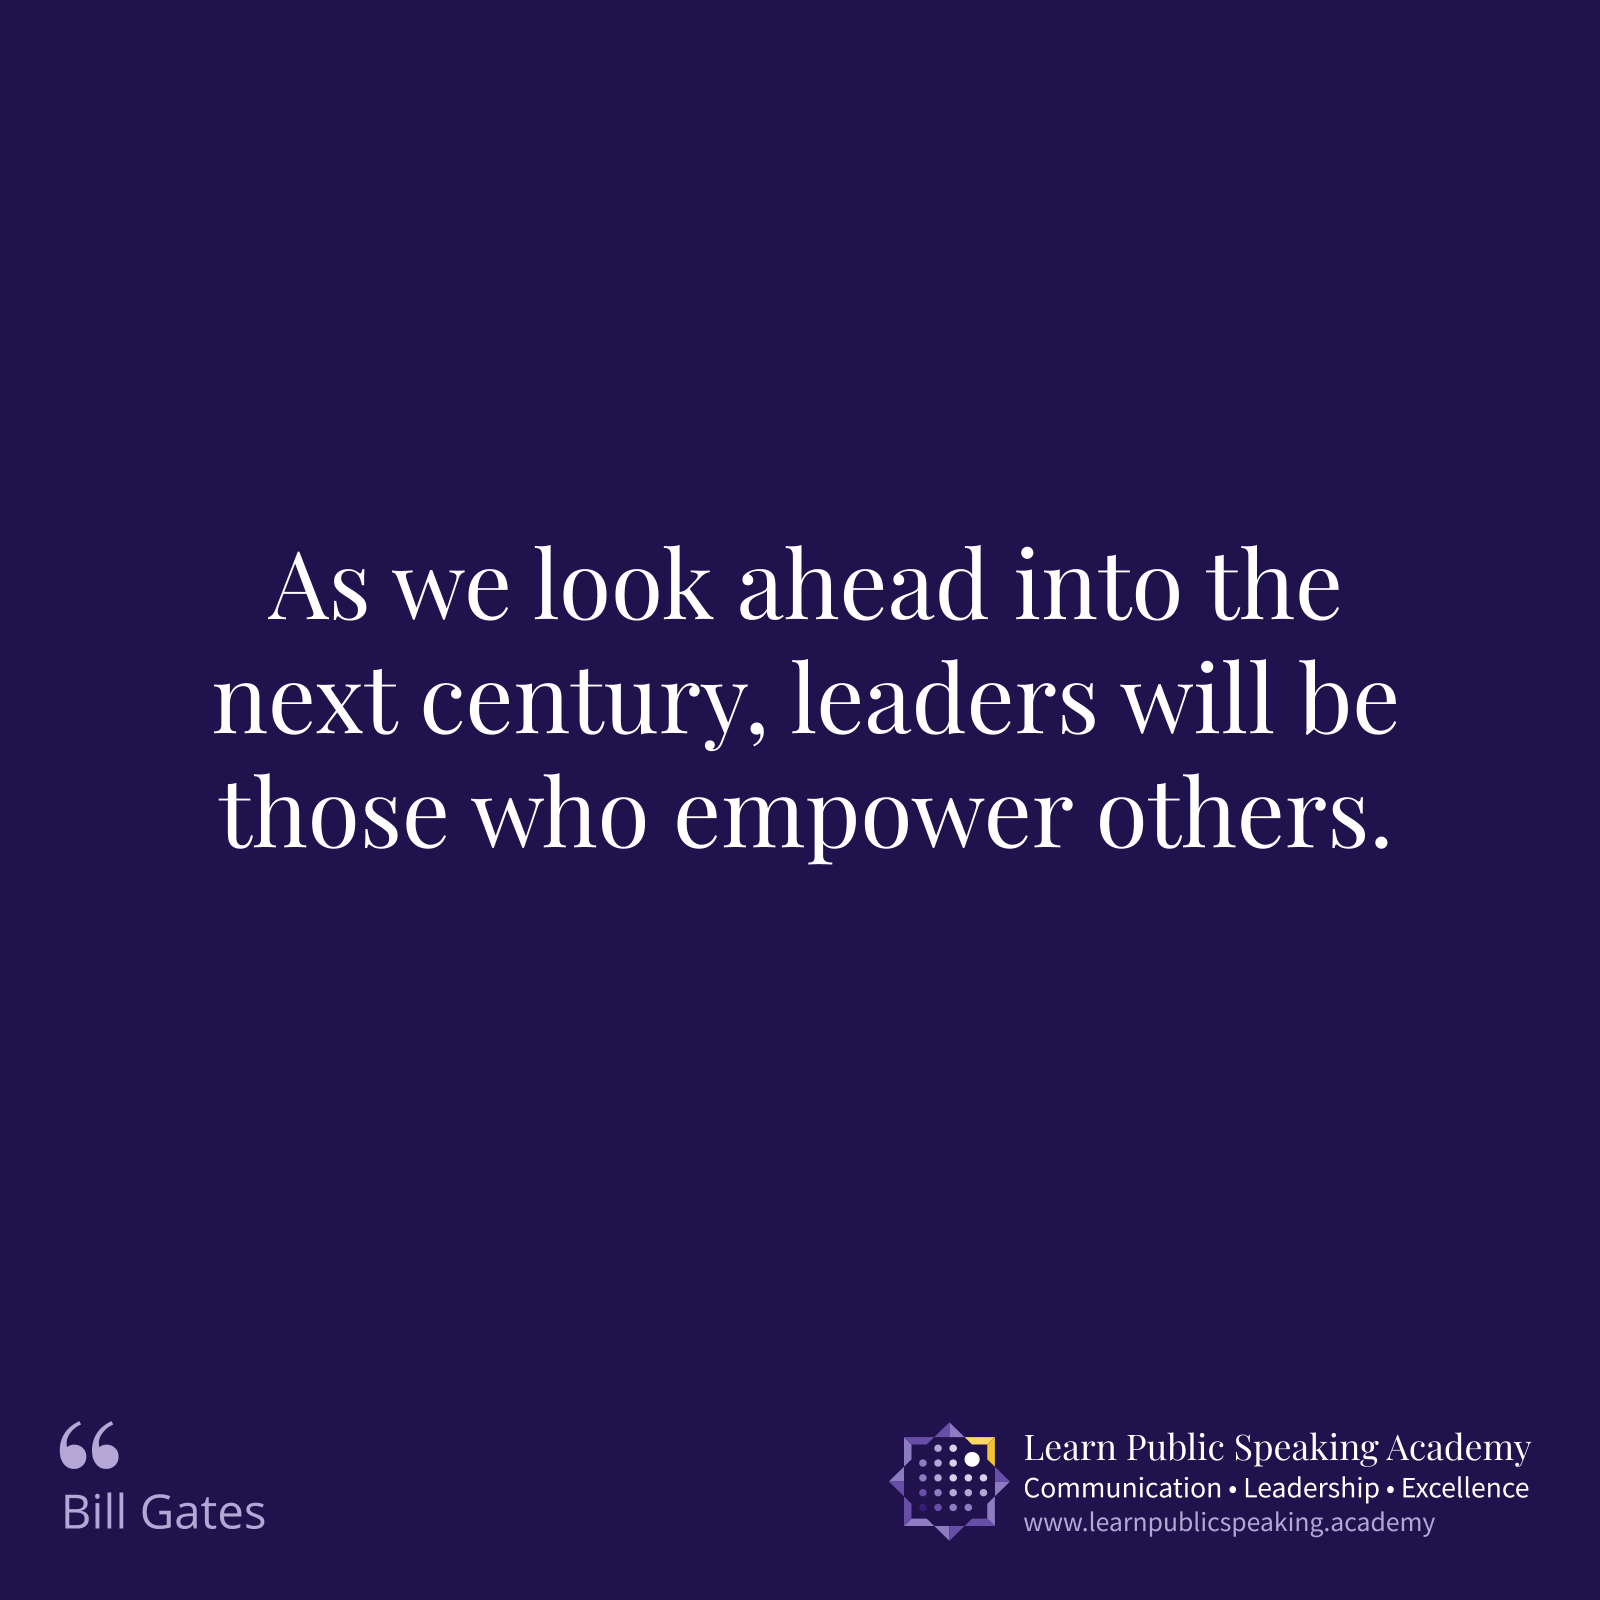 As we look ahead into the
next century, leaders will be
those who empower others.
“
Bill Gates
Learn Public Speaking Academy
Communication • Leadership • Excellence
www.learnpublicspeaking.academy